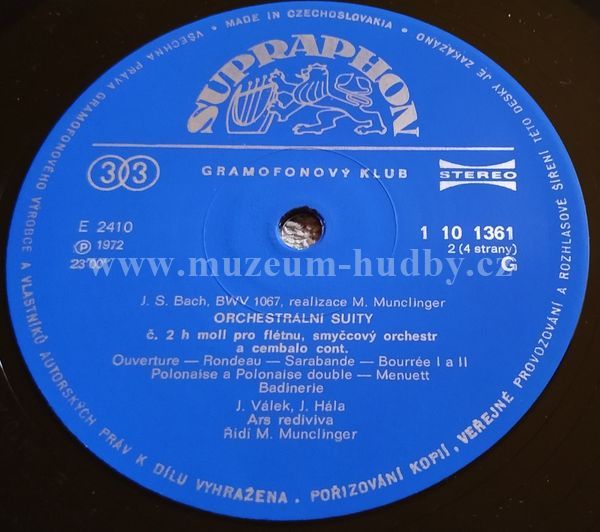 MADE IN CZECHOSLOVAKIA • VŠECHNA PRÁVA GRAMOFONOVÉHO VÝROBCE A VLASTNÍKŮ AUTORSKÝCH PRÁV K DÍLU VYHRAŽENA. POŘIZOVÁNÍ KOPIÍ, VEŘEJNÉ PROVOZOVÁNÍ A ROZHLASOVÉ ŠÍŘENÍ TÉTO DESKY JE ZAKÁZÁNO
SUPRAPHON
33 GRAMOFONOVÝ KLUB STEREO
E 2410
Ⓟ 1972
23'00"
1 10 1361
2 (4 strany)
G
www.muzeum-hudby.cz
J. S. Bach, BWV 1067, realizace M. Munclinger
ORCHESTRÁLNÍ SUITY
č. 2 h moll pro flétnu, smyčcový orchestr
a cembalo cont.
Ouverture — Rondeau — Sarabande — Bourrée I a II
Polonaise a Polonaise double — Menuett
Badinerie
J. Válek, J. Hála
Ars rediviva
Řídí M. Munclinger